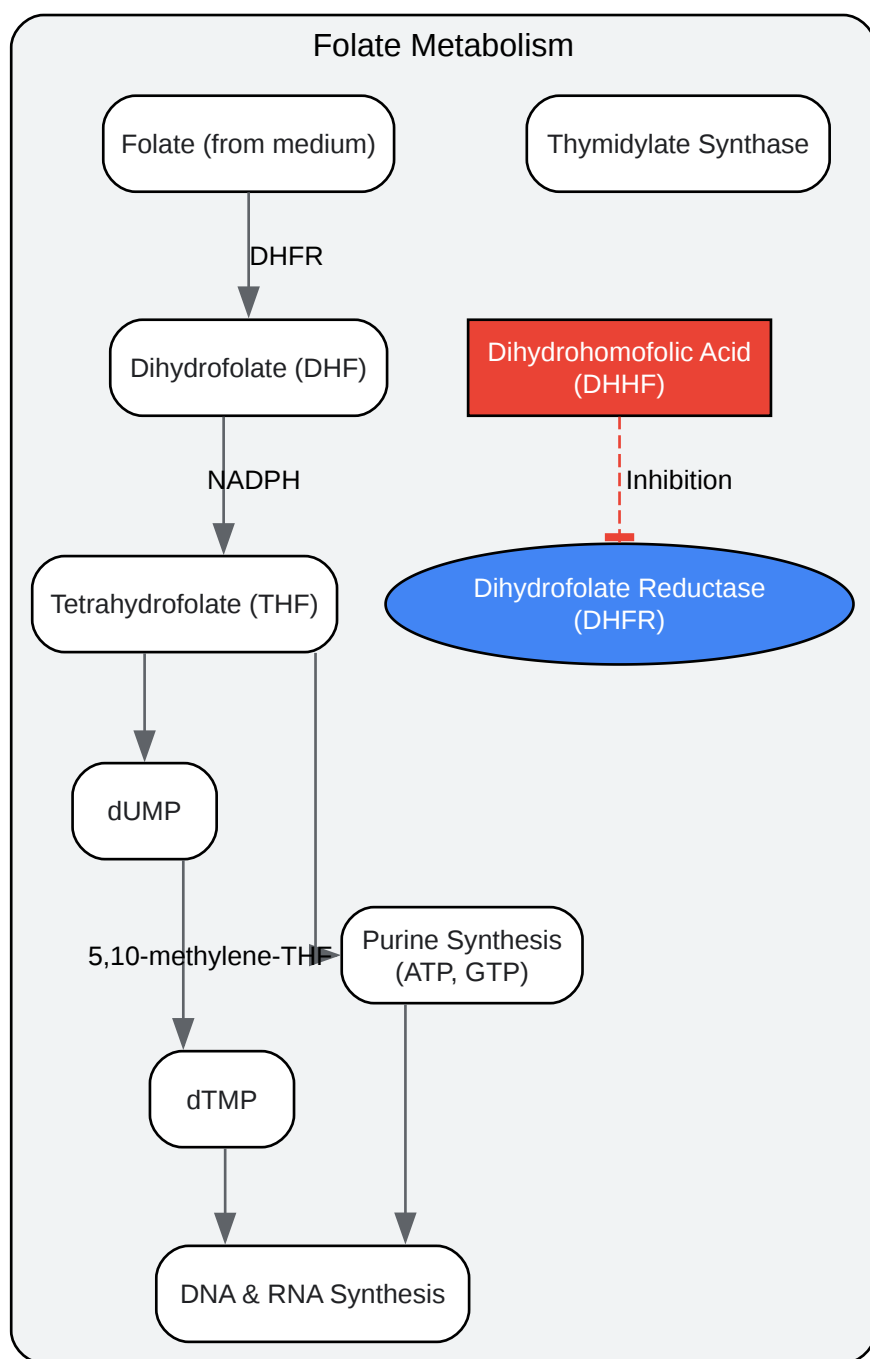 Folate Metabolism
Folate (from medium)
Thymidylate Synthase
DHFR
Dihydrofolate (DHF)
Dihydrohomofolic Acid
(DHHF)
NADPH
Inhibition
Tetrahydrofolate (THF)
Dihydrofolate Reductase
(DHFR)
dUMP
5,10-methylene-THF
Purine Synthesis
(ATP, GTP)
dTMP
DNA & RNA Synthesis